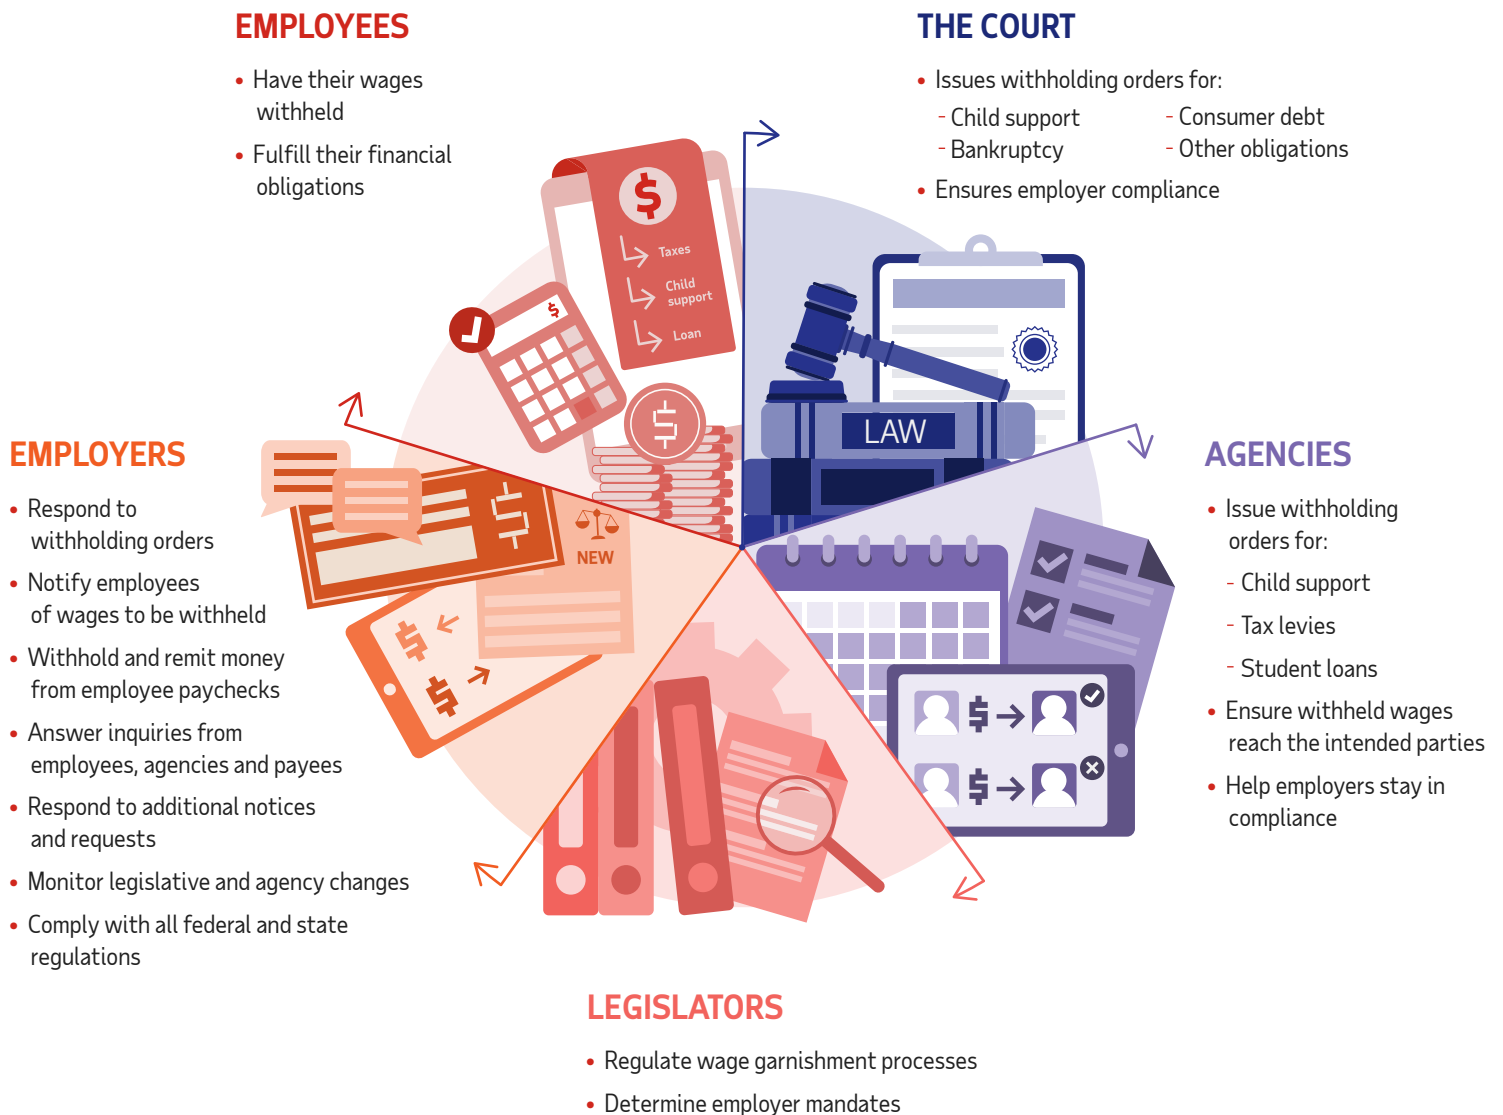 EMPLOYEES
• Have their wages
withheld
• Fulfill their financial
obligations
THE COURT
• Issues withholding orders for:
- Child support
- Bankruptcy
- Consumer debt
- Other obligations
• Ensures employer compliance
$
Taxes
Child
support
Loan
$
LAW
EMPLOYERS
• Respond to
withholding orders
• Notify employees
of wages to be withheld
• Withhold and remit money
from employee paychecks
• Answer inquiries from
employees, agencies and payees
• Respond to additional notices
and requests
• Monitor legislative and agency changes
• Comply with all federal and state
regulations
$
$
NEW
$
$
AGENCIES
• Issue withholding
orders for:
- Child support
- Tax levies
- Student loans
• Ensure withheld wages
reach the intended parties
• Help employers stay in
compliance
$
$
LEGISLATORS
• Regulate wage garnishment processes
• Determine employer mandates